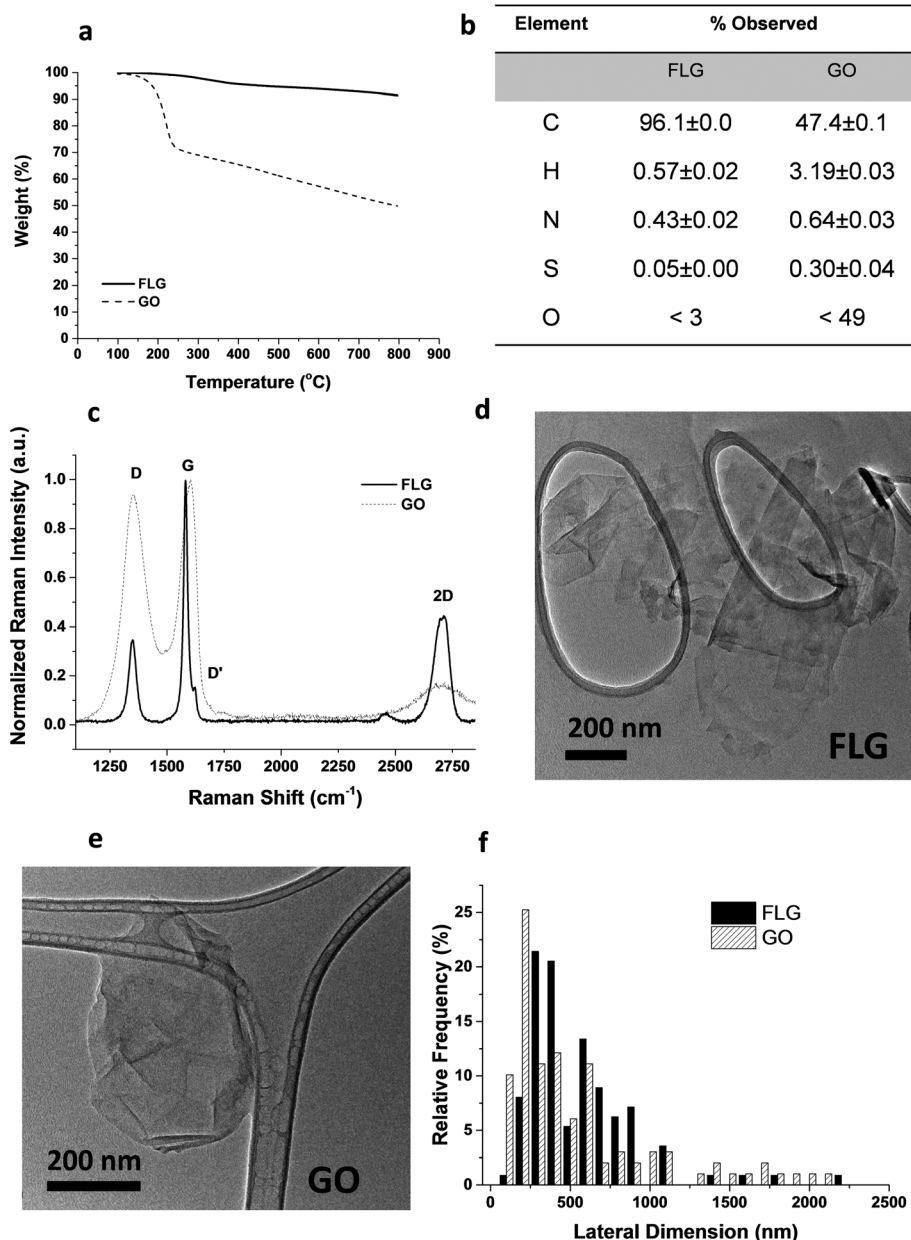 a
Weight (%)
100
90
80
70
60
50
40
30
20
10
0
FLG
GO
0 100 200 300 400 500 600 700 800 900
Temperature (°C)
b
Element % Observed
FLG GO
C 96.1±0.0 47.4±0.1
H 0.57±0.02 3.19±0.03
N 0.43±0.02 0.64±0.03
S 0.05±0.00 0.30±0.04
O < 3 < 49
c
Normalized Raman Intensity (a.u.)
1.0
0.8
0.6
0.4
0.2
0.0
D G D' 2D
FLG
GO
1250 1500 1750 2000 2250 2500 2750
Raman Shift (cm⁻¹)
d
200 nm FLG
e
200 nm GO
f
Relative Frequency (%)
25
20
15
10
5
0
FLG
GO
0 500 1000 1500 2000 2500
Lateral Dimension (nm)